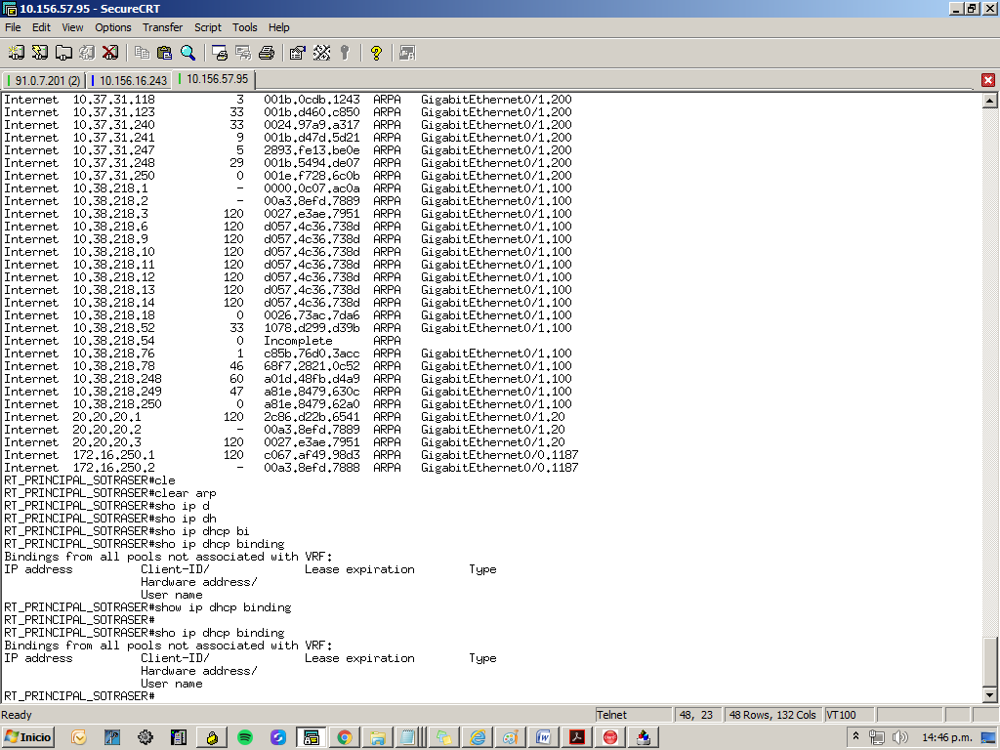 10.156.57.95 - SecureCRT
File Edit View Options Transfer Script Tools Help
91.0.7.201 (2) 10.156.16.243 10.156.57.95
Internet 10.37.31.118 3 001b.0cdb.1243 ARPA GigabitEthernet0/1.200
Internet 10.37.31.123 33 001b.d460.c850 ARPA GigabitEthernet0/1.200
Internet 10.37.31.240 33 0024.97a9.a317 ARPA GigabitEthernet0/1.200
Internet 10.37.31.241 9 001b.d47d.5d21 ARPA GigabitEthernet0/1.200
Internet 10.37.31.247 5 2893.fe13.be0e ARPA GigabitEthernet0/1.200
Internet 10.37.31.248 29 001b.5494.de07 ARPA GigabitEthernet0/1.200
Internet 10.37.31.250 0 001e.f728.6c0b ARPA GigabitEthernet0/1.200
Internet 10.38.218.1 - 0000.0c07.ac0a ARPA GigabitEthernet0/1.100
Internet 10.38.218.2 - 00a3.8efd.7889 ARPA GigabitEthernet0/1.100
Internet 10.38.218.3 120 0027.e3ae.7951 ARPA GigabitEthernet0/1.100
Internet 10.38.218.6 120 d057.4c36.738d ARPA GigabitEthernet0/1.100
Internet 10.38.218.9 120 d057.4c36.738d ARPA GigabitEthernet0/1.100
Internet 10.38.218.10 120 d057.4c36.738d ARPA GigabitEthernet0/1.100
Internet 10.38.218.11 120 d057.4c36.738d ARPA GigabitEthernet0/1.100
Internet 10.38.218.12 120 d057.4c36.738d ARPA GigabitEthernet0/1.100
Internet 10.38.218.13 120 d057.4c36.738d ARPA GigabitEthernet0/1.100
Internet 10.38.218.14 120 d057.4c36.738d ARPA GigabitEthernet0/1.100
Internet 10.38.218.18 0 0026.73ac.7da6 ARPA GigabitEthernet0/1.100
Internet 10.38.218.52 33 1078.d299.d39b ARPA GigabitEthernet0/1.100
Internet 10.38.218.54 0 Incomplete ARPA
Internet 10.38.218.76 1 c85b.76d0.3acc ARPA GigabitEthernet0/1.100
Internet 10.38.218.78 46 68f7.2821.0c52 ARPA GigabitEthernet0/1.100
Internet 10.38.218.248 60 a01d.48fb.d4a9 ARPA GigabitEthernet0/1.100
Internet 10.38.218.249 47 a81e.8479.630c ARPA GigabitEthernet0/1.100
Internet 10.38.218.250 0 a81e.8479.62a0 ARPA GigabitEthernet0/1.100
Internet 20.20.20.1 120 2c86.d22b.6541 ARPA GigabitEthernet0/1.20
Internet 20.20.20.2 - 00a3.8efd.7889 ARPA GigabitEthernet0/1.20
Internet 20.20.20.3 120 0027.e3ae.7951 ARPA GigabitEthernet0/1.20
Internet 172.16.250.1 120 c067.af49.98d3 ARPA GigabitEthernet0/0.1187
Internet 172.16.250.2 - 00a3.8efd.7888 ARPA GigabitEthernet0/0.1187
RT_PRINCIPAL_SOTRASER#cle
RT_PRINCIPAL_SOTRASER#clear arp
RT_PRINCIPAL_SOTRASER#sho ip d
RT_PRINCIPAL_SOTRASER#sho ip dh
RT_PRINCIPAL_SOTRASER#sho ip dhcp bi
RT_PRINCIPAL_SOTRASER#sho ip dhcp binding
Bindings from all pools not associated with VRF:
IP address Client-ID/ Lease expiration Type
Hardware address/
User name
RT_PRINCIPAL_SOTRASER#show ip dhcp binding
RT_PRINCIPAL_SOTRASER#
RT_PRINCIPAL_SOTRASER#sho ip dhcp binding
Bindings from all pools not associated with VRF:
IP address Client-ID/ Lease expiration Type
Hardware address/
User name
RT_PRINCIPAL_SOTRASER#
Ready Telnet 48, 23 48 Rows, 132 Cols VT100
Inicio 14:46 p.m.